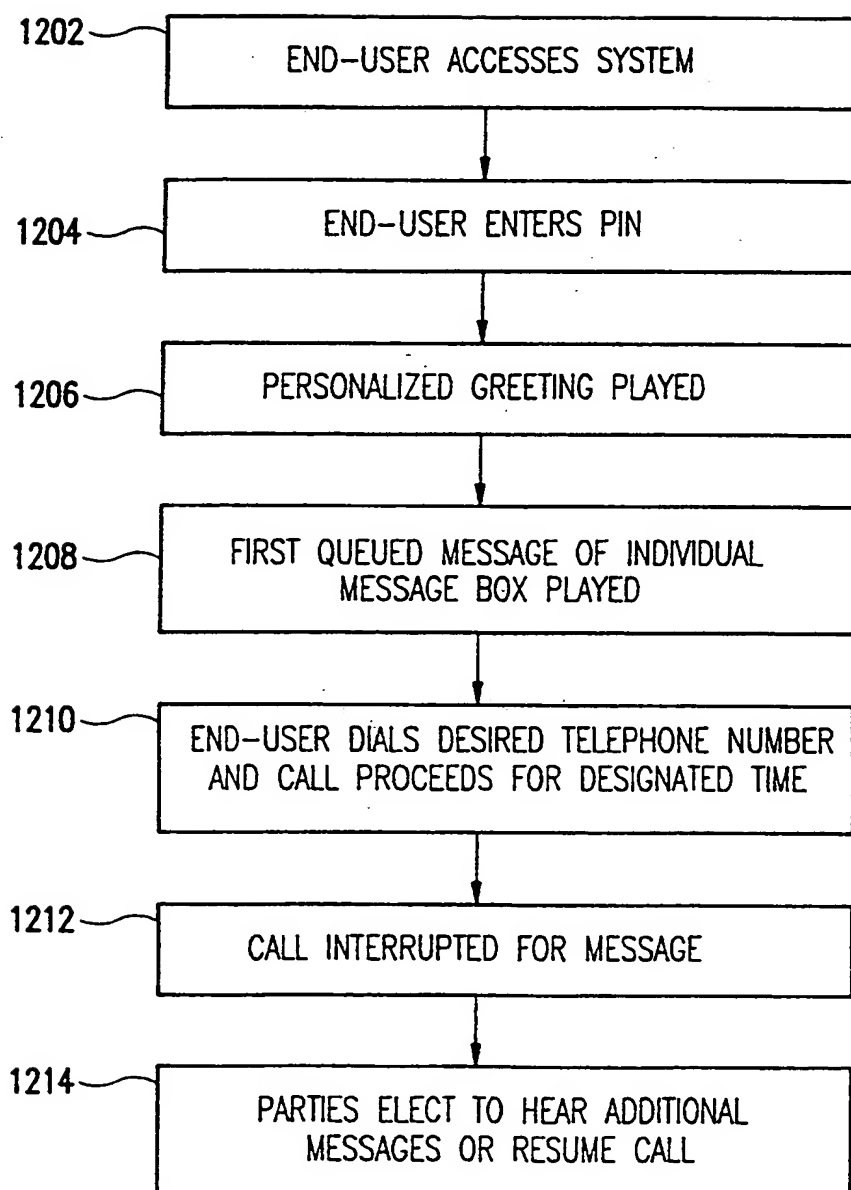 1202
END-USER ACCESSES SYSTEM
1204
END-USER ENTERS PIN
1206
PERSONALIZED GREETING PLAYED
1208
FIRST QUEUED MESSAGE OF INDIVIDUAL
MESSAGE BOX PLAYED
1210
END-USER DIALS DESIRED TELEPHONE NUMBER
AND CALL PROCEEDS FOR DESIGNATED TIME
1212
CALL INTERRUPTED FOR MESSAGE
1214
PARTIES ELECT TO HEAR ADDITIONAL
MESSAGES OR RESUME CALL